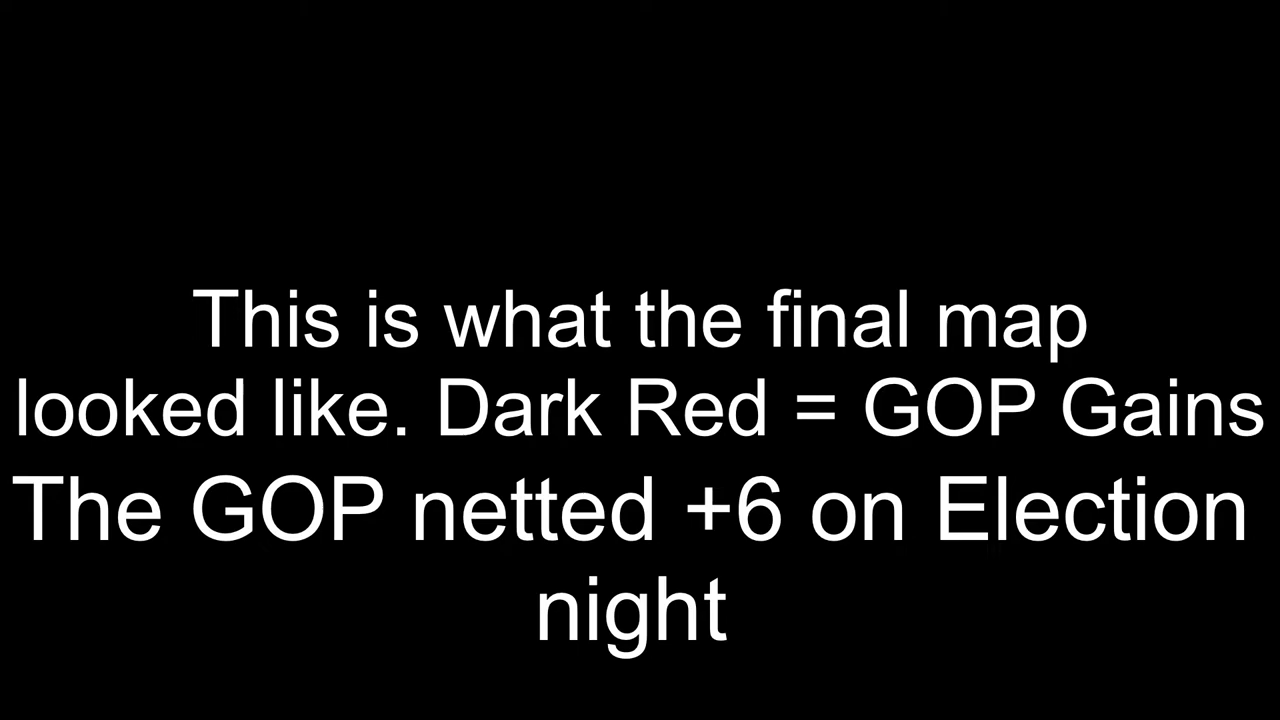 This is what the final map
looked like. Dark Red = GOP Gains
The GOP netted +6 on Election
night